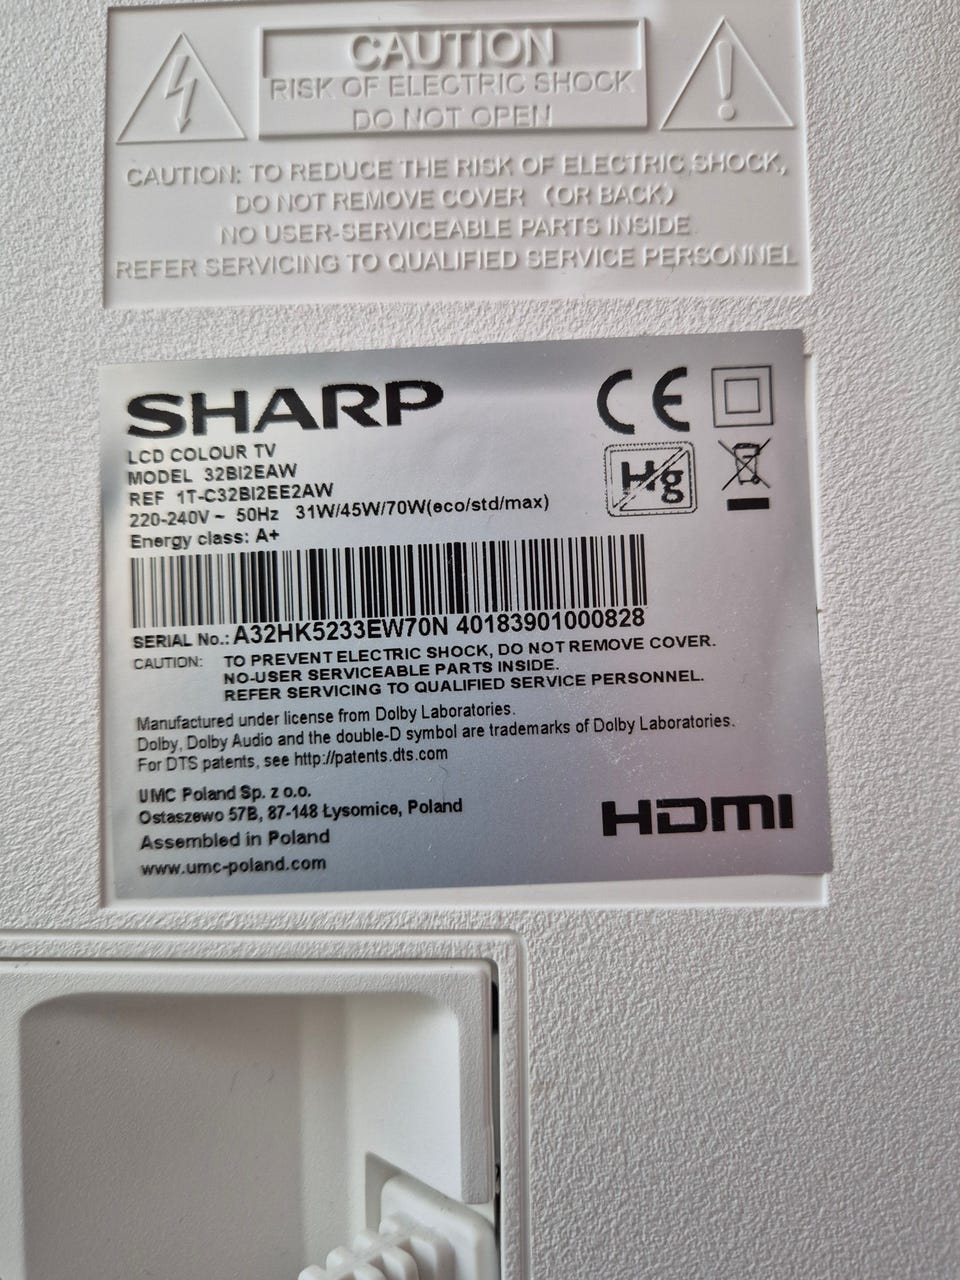 CAUTION
RISK OF ELECTRIC SHOCK
DO NOT OPEN
CAUTION: TO REDUCE THE RISK OF ELECTRIC SHOCK,
DO NOT REMOVE COVER (OR BACK)
NO USER-SERVICEABLE PARTS INSIDE
REFER SERVICING TO QUALIFIED SERVICE PERSONNEL
SHARP
CE
LCD COLOUR TV
MODEL 32BI2EAW
REF 1T-C32BI2EE2AW
Hg
220-240V ~ 50Hz 31W/45W/70W(eco/std/max)
Energy class: A+
SERIAL No.: A32HK5233EW70N 40183901000828
CAUTION: TO PREVENT ELECTRIC SHOCK, DO NOT REMOVE COVER.
NO-USER SERVICEABLE PARTS INSIDE.
REFER SERVICING TO QUALIFIED SERVICE PERSONNEL.
Manufactured under license from Dolby Laboratories.
Dolby, Dolby Audio and the double-D symbol are trademarks of Dolby Laboratories.
For DTS patents, see http://patents.dts.com
UMC Poland Sp. z o.o.
Ostaszewo 57B, 87-148 Łysomice, Poland
Assembled in Poland
www.umc-poland.com
HDMI